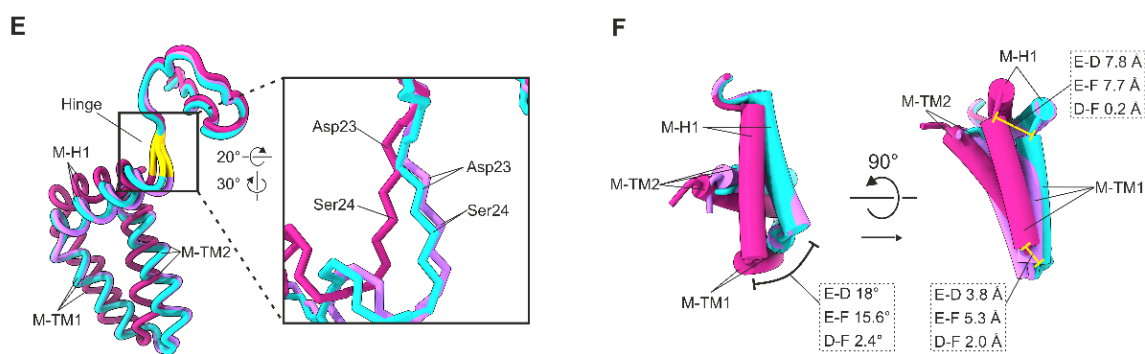 E
Hinge
M-H1
M-TM2
M-TM1
20°
30°
Asp23
Ser24
Asp23
Ser24
F
M-H1
M-TM2
M-TM1
E-D 18°
E-F 15.6°
D-F 2.4°
90°
M-H1
M-TM2
M-TM1
E-D 7.8 Å
E-F 7.7 Å
D-F 0.2 Å
E-D 3.8 Å
E-F 5.3 Å
D-F 2.0 Å